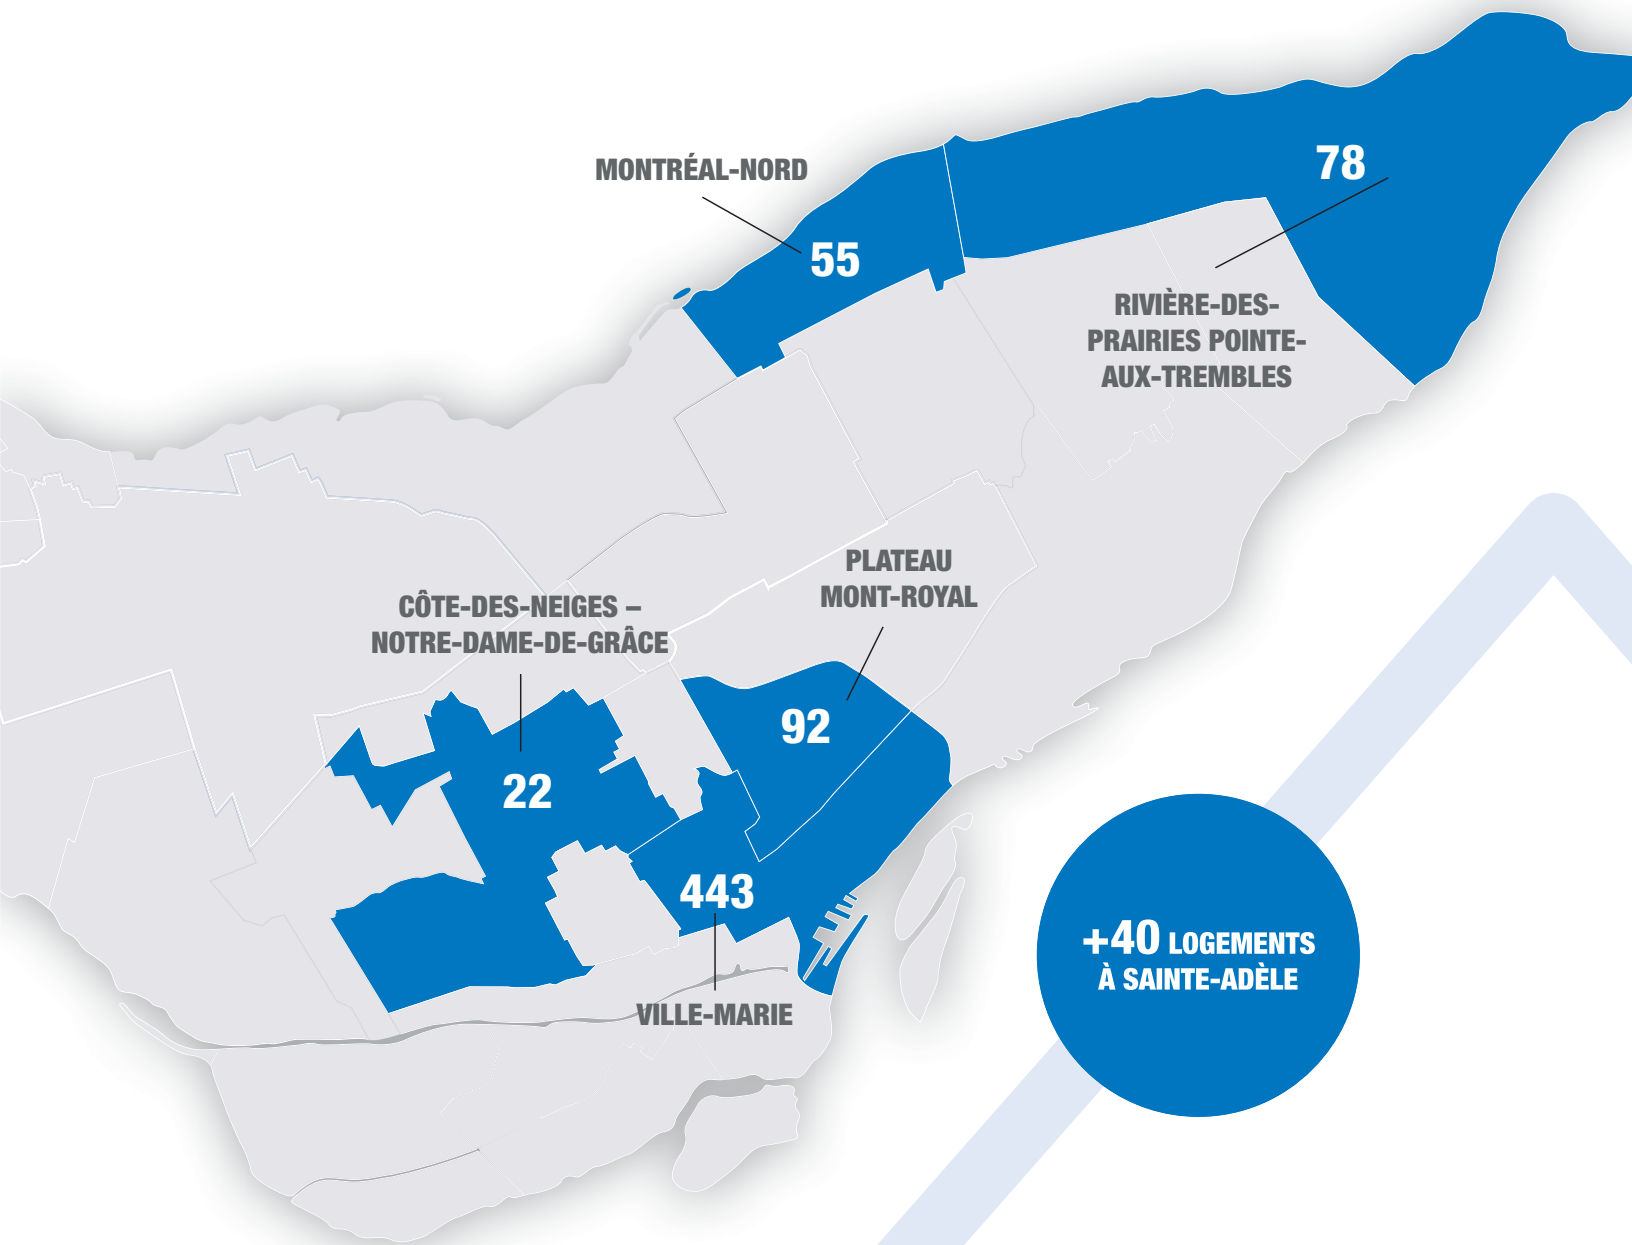 MONTRÉAL-NORD
55
78
RIVIÈRE-DES-
PRAIRIES POINTE-
AUX-TREMBLES
PLATEAU
MONT-ROYAL
92
CÔTE-DES-NEIGES –
NOTRE-DAME-DE-GRÂCE
22
443
VILLE-MARIE
+40 LOGEMENTS
À SAINTE-ADÈLE